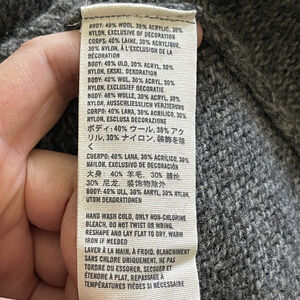 BODY: 40% WOOL, 30% ACRYLIC, 30%
NYLON, EXCLUSIVE OF DECORATION
CORPS: 40% LAINE, 30% ACRYLIQUE,
30% NYLON, À L'EXCLUSION DE LA
DÉCORATION
BODY: 40% ULD, 30% ACRYL, 30%
NYLON, EKSKL. DEKORATION
BODY: 40% WOL, 30% ACRYL, 30%
NYLON, EXCLUSIEF DECORATIE
BODY: 40% WOLLE, 30% ACRYL, 30%
NYLON, AUSSCHLIESSLICH VERZIERUNG
CORPO: 40% LANA, 30% ACRILICO, 30%
NYLON, ESCLUSA DECORAZIONE
ボディ: 40% ウール, 30% アク
リル, 30% ナイロン, 装飾を除
く
CUERPO: 40% LANA, 30% ACRÍLICO, 30%
NAILON, EXCLUSIVO DE DECORACIÓN
大身: 40% 羊毛, 30% 腈纶,
30% 尼龙, 装饰物除外
BODY: 40% ULL, 30% AKRYL, 30% NYLON,
UTOM DEKORATIONEN
HAND WASH COLD, ONLY NON-CHLORINE
BLEACH, DO NOT TWIST OR WRING,
RESHAPE AND LAY FLAT TO DRY, WARM
IRON IF NEEDED
LAVER À LA MAIN, À FROID, BLANCHIMENT
SANS CHLORE UNIQUEMENT, NE PAS
TORDRE OU ESSORER, SECOUER ET
ÉTENDRE À PLAT, REPASSAGE À
TEMPÉRATURES TIÈDES SI NÉCESSAIRE